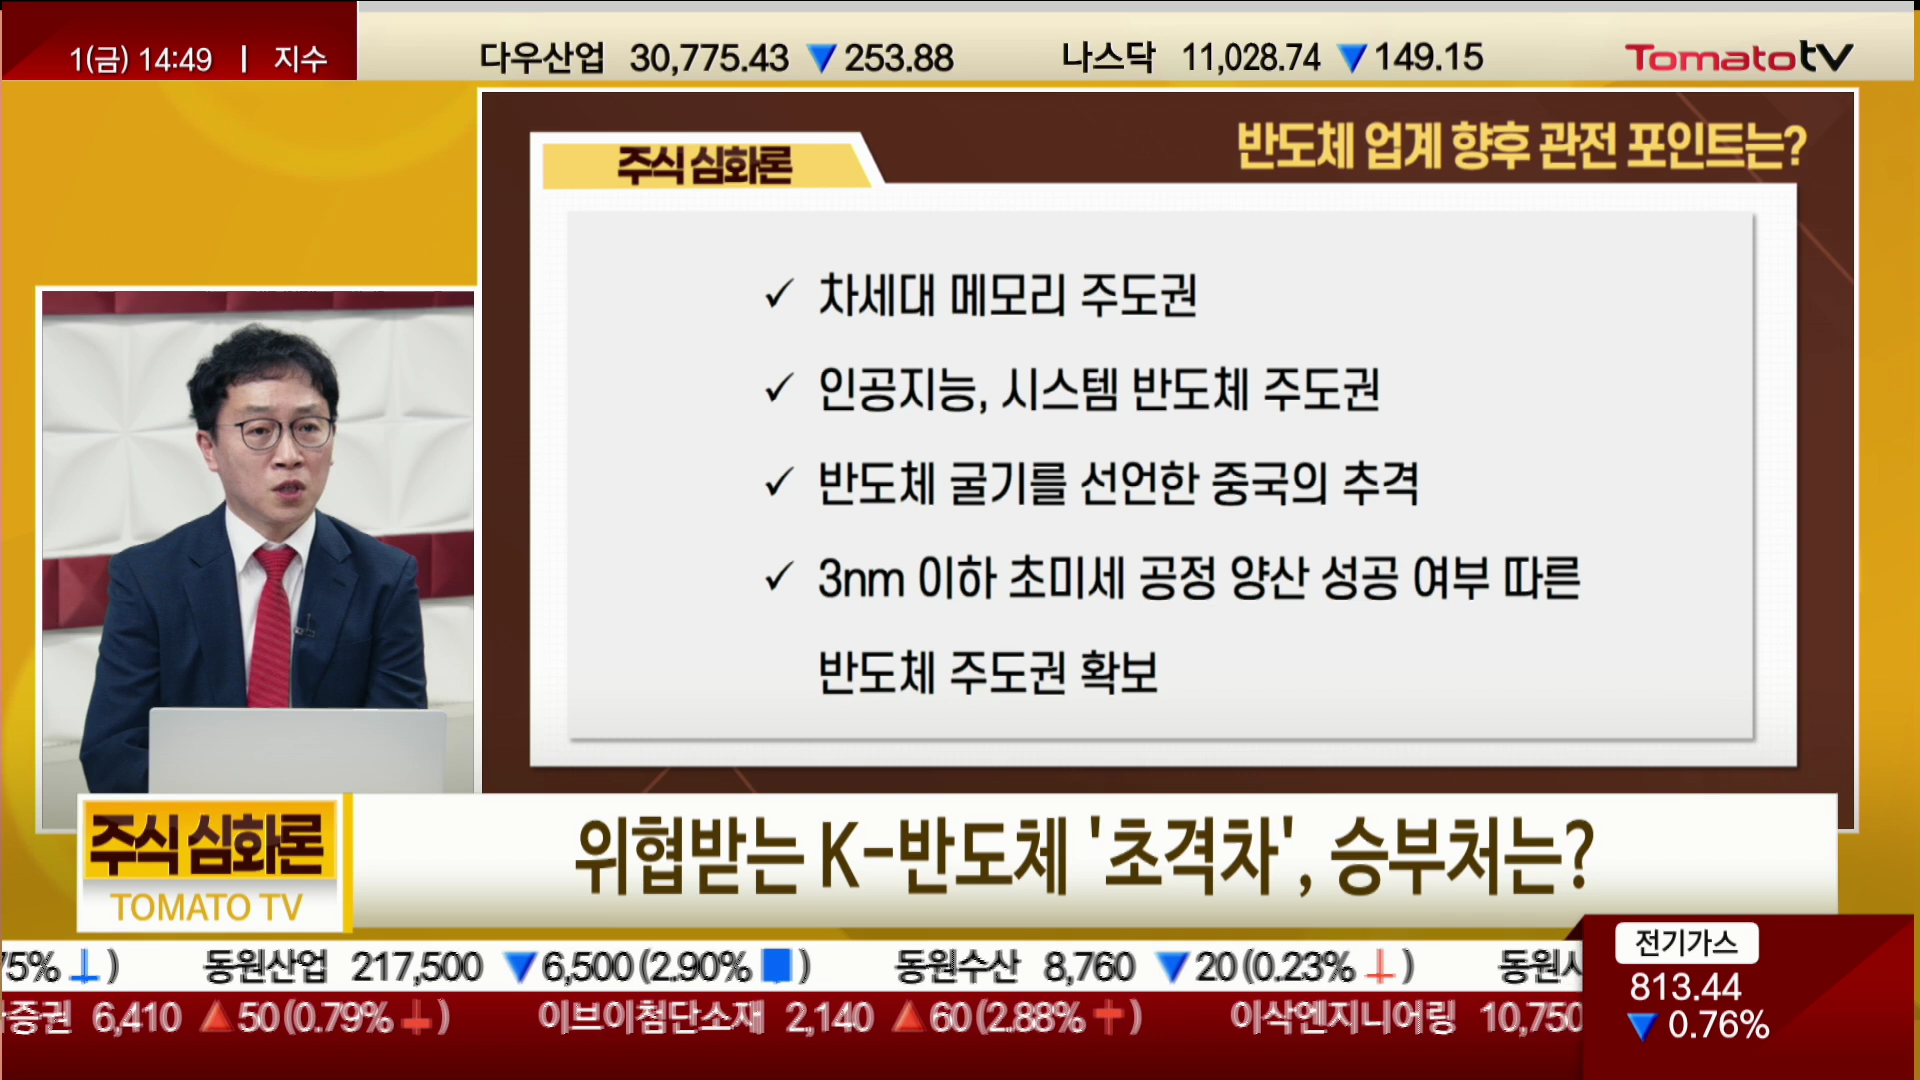 1(금) 14:49 | 지수
다우산업 30,775.43 ▼253.88 나스닥 11,028.74 ▼149.15
Tomatotv
반도체 업계 향후 관전 포인트는?
주식 심화론
✓ 차세대 메모리 주도권
✓ 인공지능, 시스템 반도체 주도권
✓ 반도체 굴기를 선언한 중국의 추격
✓ 3nm 이하 초미세 공정 양산 성공 여부 따른
반도체 주도권 확보
주식 심화론
TOMATO TV
위협받는 K-반도체 '초격차', 승부처는?
75% ↓) 동원산업 217,500 ▼6,500(2.90% ■) 동원수산 8,760 ▼20(0.23% ↓) 동원시
증권 6,410 ▲50(0.79% ↓) 이브이첨단소재 2,140 ▲60(2.88% ↑) 이삭엔지니어링 10,750
전기가스
813.44
▼ 0.76%